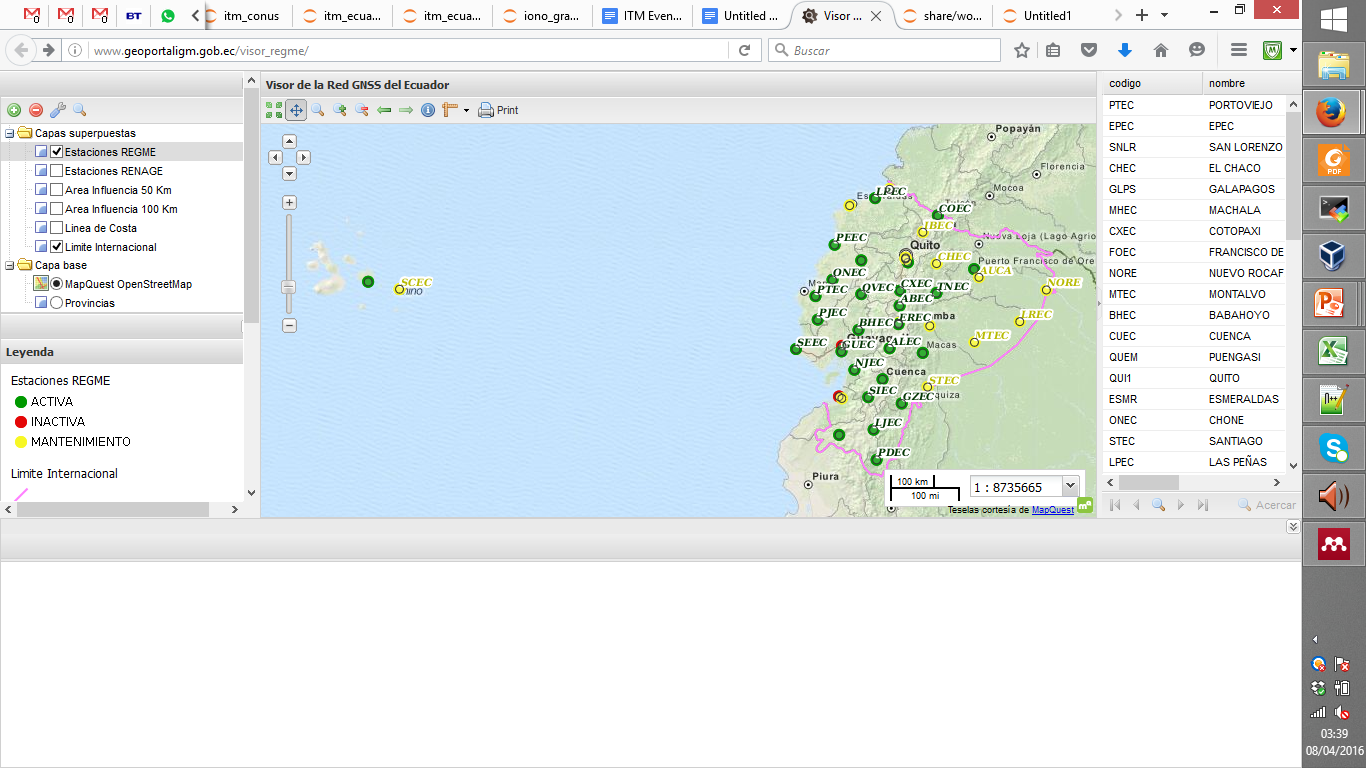 itm_conus
itm_ecua...
itm_ecua...
iono_gra...
ITM Even...
Untitled ...
Visor ...
share/wo...
Untitled1
BT
www.geoportaligm.gob.ec/visor_regme/
Buscar
Visor de la Red GNSS del Ecuador
Print
Capas superpuestas
Estaciones REGME
Estaciones RENAGE
Area Influencia 50 Km
Area Influencia 100 Km
Linea de Costa
Limite Internacional
Capa base
MapQuest OpenStreetMap
Provincias
Leyenda
Estaciones REGME
ACTIVA
INACTIVA
MANTENIMIENTO
Limite Internacional
Popayán
Florencia
Mocoa
LPEC
COEC
IBEC
PEEC
Quito
Nueva Loja (Lago Agrio
CHEC
Puerto Francisco de Ore
AUCA
ONEC
SCEC
PTEC
QVEC
CXEC
TNEC
NORE
ABEC
PJEC
BHEC
EREC
LREC
MTEC
SEEC
GUEC
ALEC
Macas
NJEC
Cuenca
STEC
SIEC
GZEC
LJEC
PDEC
Piura
100 km
100 mi
1 : 8735665
Teselas cortesía de MapQuest
codigo nombre
PTEC PORTOVIEJO
EPEC EPEC
SNLR SAN LORENZO
CHEC EL CHACO
GLPS GALAPAGOS
MHEC MACHALA
CXEC COTOPAXI
FOEC FRANCISCO DE
NORE NUEVO ROCAF
MTEC MONTALVO
BHEC BABAHOYO
CUEC CUENCA
QUEM PUENGASI
QUI1 QUITO
ESMR ESMERALDAS
ONEC CHONE
STEC SANTIAGO
LPEC LAS PEÑAS
Acercar
PDF
03:39
08/04/2016